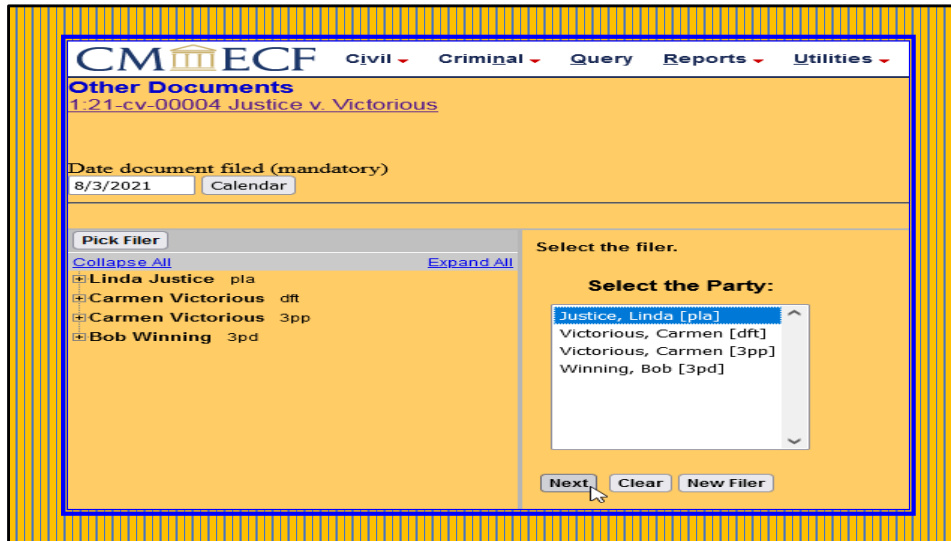 CM ECF Civil Criminal Query Reports Utilities
Other Documents
1:21-cv-00004 Justice v. Victorious
Date document filed (mandatory)
8/3/2021 Calendar
Pick Filer
Collapse All Expand All
Linda Justice pla
Carmen Victorious dft
Carmen Victorious 3pp
Bob Winning 3pd
Select the filer.
Select the Party:
Justice, Linda [pla]
Victorious, Carmen [dft]
Victorious, Carmen [3pp]
Winning, Bob [3pd]
Next Clear New Filer